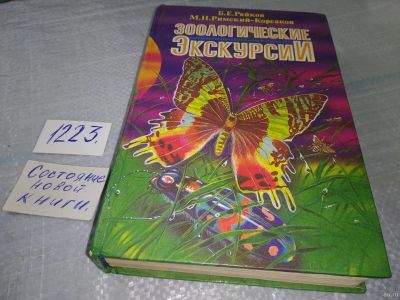 Б.Е.Райков
М.Н.Римский-Корсаков
ЗООЛОГИЧЕСКИЕ
ЭКСКУРСИИ
1223.
Состояние
новой
книги.